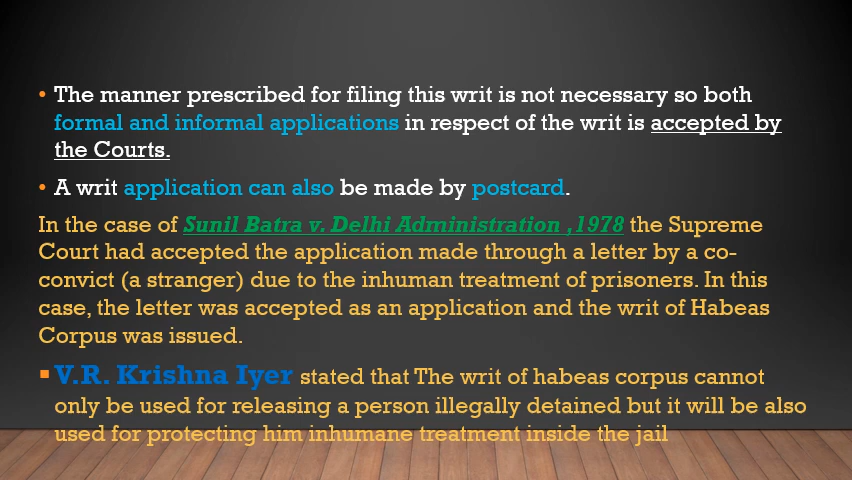 • The manner prescribed for filing this writ is not necessary so both
formal and informal applications in respect of the writ is accepted by
the Courts.
• A writ application can also be made by postcard.
In the case of Sunil Batra v. Delhi Administration ,1978 the Supreme
Court had accepted the application made through a letter by a co-
convict (a stranger) due to the inhuman treatment of prisoners. In this
case, the letter was accepted as an application and the writ of Habeas
Corpus was issued.
▪ V.R. Krishna Iyer stated that The writ of habeas corpus cannot
only be used for releasing a person illegally detained but it will be also
used for protecting him inhumane treatment inside the jail